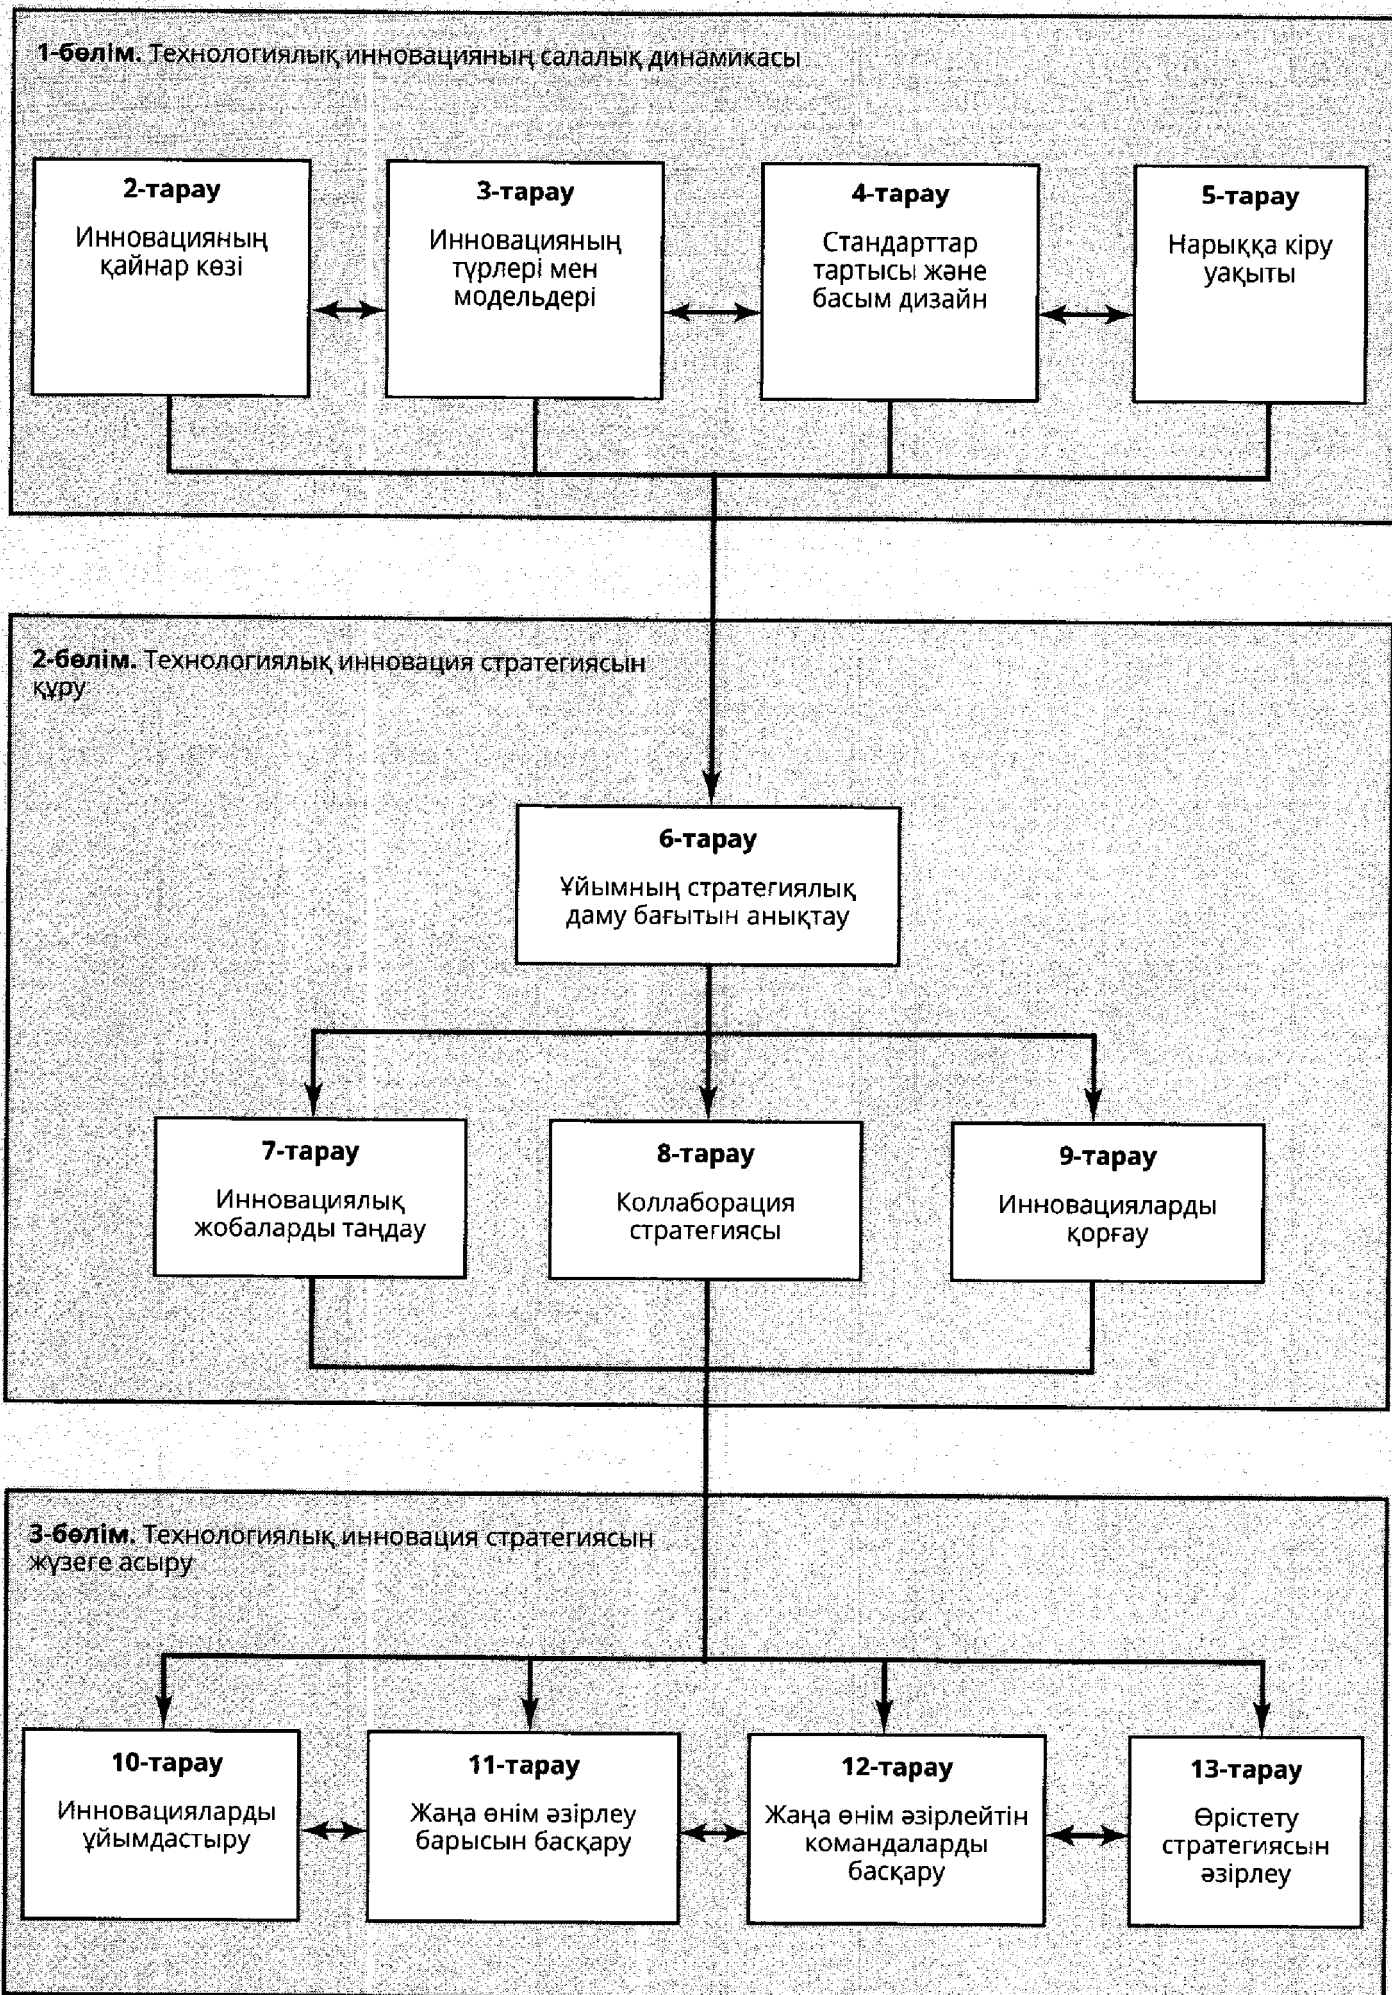 1-бөлім. Технологиялық инновацияның салалық динамикасы
2-тарау
Инновацияның
қайнар көзі
3-тарау
Инновацияның
түрлері мен
модельдері
4-тарау
Стандарттар
тартысы және
басым дизайн
5-тарау
Нарыққа кіру
уақыты
2-бөлім. Технологиялық инновация стратегиясын
құру
6-тарау
Ұйымның стратегиялық
даму бағытын анықтау
7-тарау
Инновациялық
жобаларды таңдау
8-тарау
Коллаборация
стратегиясы
9-тарау
Инновацияларды
қорғау
3-бөлім. Технологиялық инновация стратегиясын
жүзеге асыру
10-тарау
Инновацияларды
ұйымдастыру
11-тарау
Жаңа өнім әзірлеу
барысын басқару
12-тарау
Жаңа өнім әзірлейтін
командаларды
басқару
13-тарау
Өрістету
стратегиясын
әзірлеу